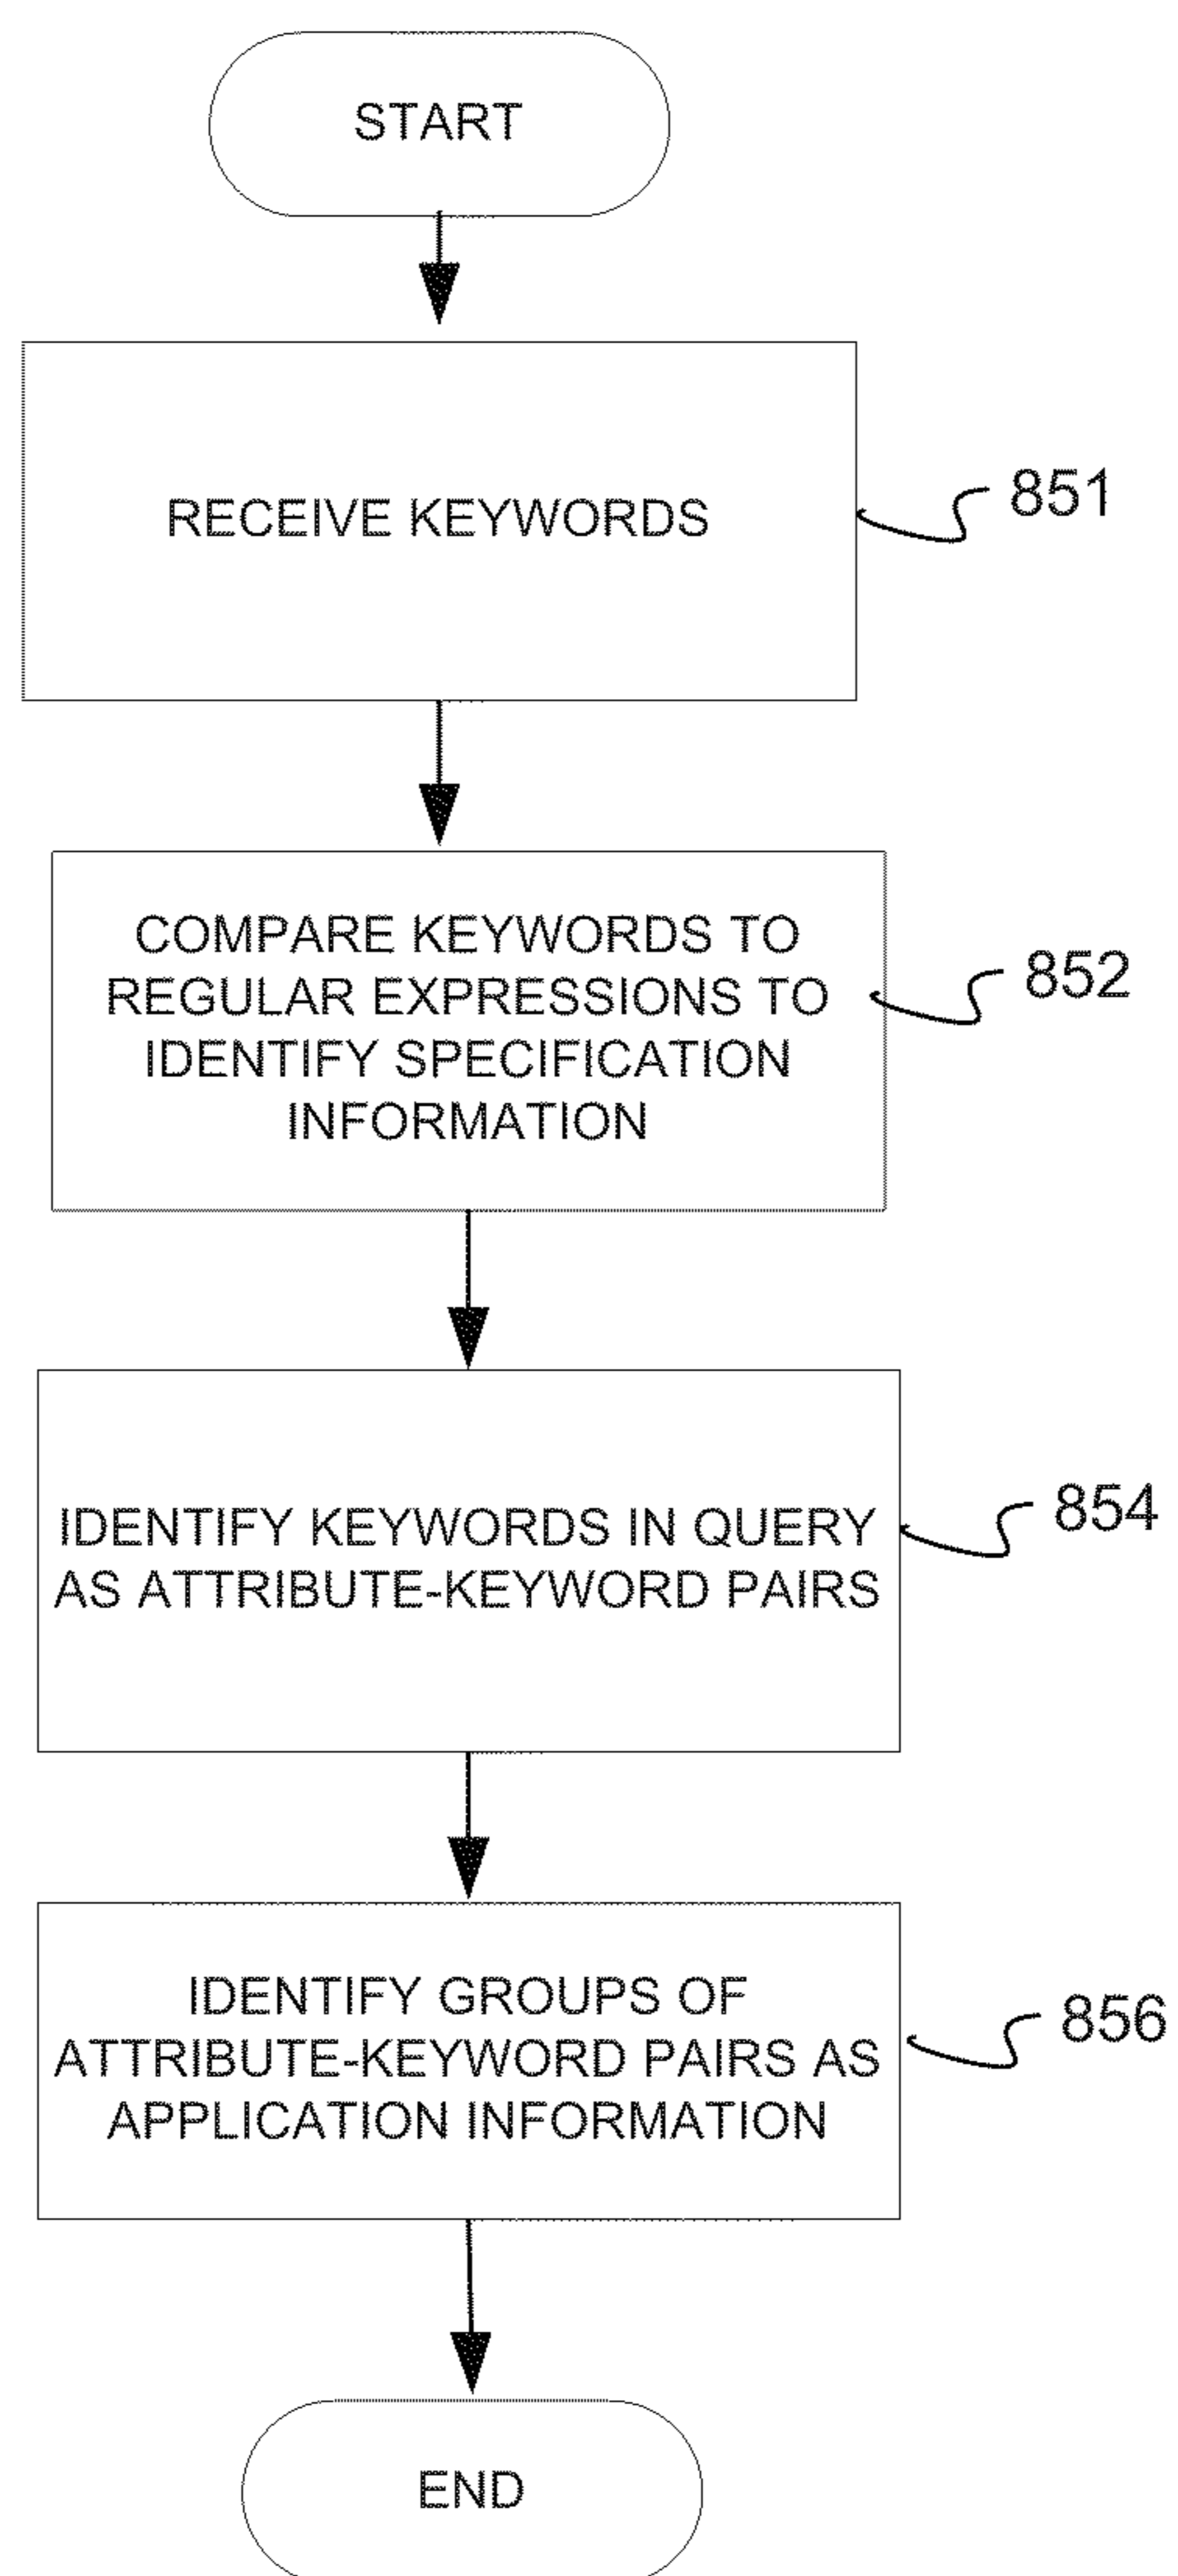 START
RECEIVE KEYWORDS
851
COMPARE KEYWORDS TO
REGULAR EXPRESSIONS TO
IDENTIFY SPECIFICATION
INFORMATION
852
IDENTIFY KEYWORDS IN QUERY
AS ATTRIBUTE-KEYWORD PAIRS
854
IDENTIFY GROUPS OF
ATTRIBUTE-KEYWORD PAIRS AS
APPLICATION INFORMATION
856
END